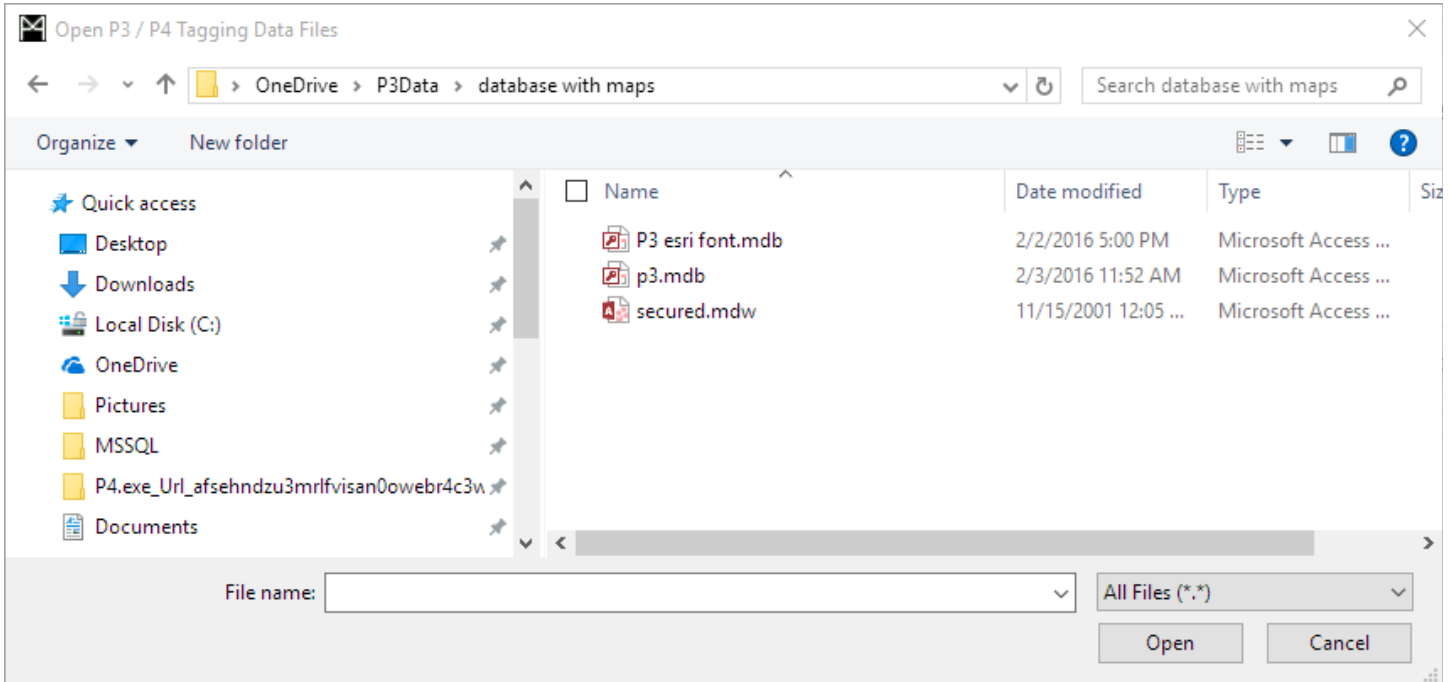 Open P3 / P4 Tagging Data Files
OneDrive > P3Data > database with maps
Search database with maps
Organize
New folder
?
Name
Date modified
Type
Siz
Quick access
Desktop
Downloads
Local Disk (C:)
OneDrive
Pictures
MSSQL
P4.exe_Url_afsehndzu3mrlfvisan0owebr4c3w
Documents
P3 esri font.mdb 2/2/2016 5:00 PM Microsoft Access ...
p3.mdb 2/3/2016 11:52 AM Microsoft Access ...
secured.mdw 11/15/2001 12:05 ... Microsoft Access ...
File name:
All Files (*.*)
Open
Cancel